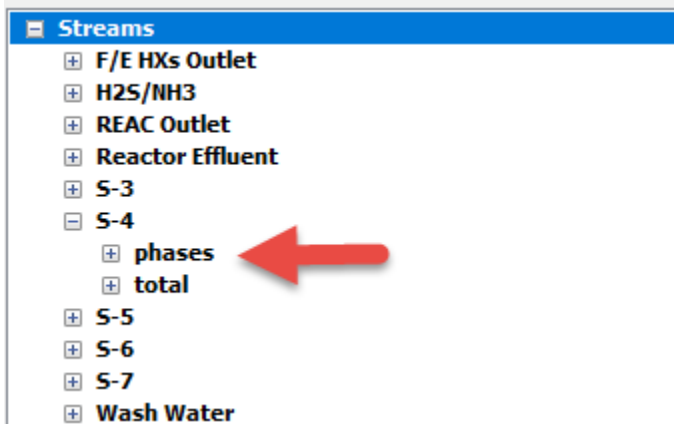 Streams
F/E HXs Outlet
H2S/NH3
REAC Outlet
Reactor Effluent
S-3
S-4
phases
total
S-5
S-6
S-7
Wash Water